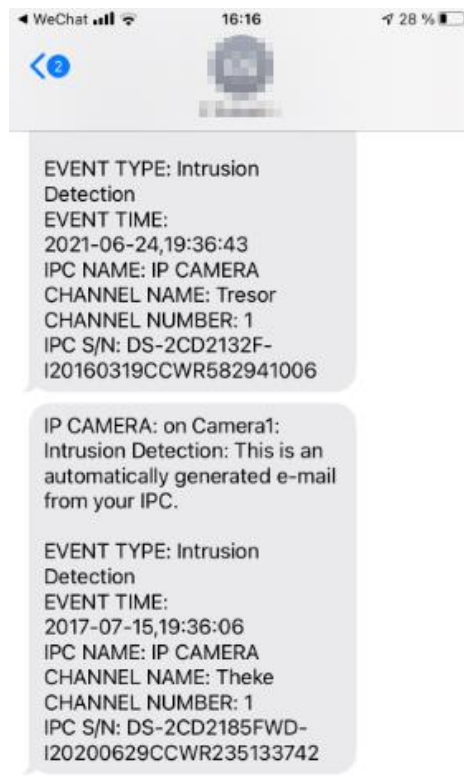 WeChat
16:16
28 %
2
EVENT TYPE: Intrusion
Detection
EVENT TIME:
2021-06-24,19:36:43
IPC NAME: IP CAMERA
CHANNEL NAME: Tresor
CHANNEL NUMBER: 1
IPC S/N: DS-2CD2132F-
I20160319CCWR582941006
IP CAMERA: on Camera1:
Intrusion Detection: This is an
automatically generated e-mail
from your IPC.
EVENT TYPE: Intrusion
Detection
EVENT TIME:
2017-07-15,19:36:06
IPC NAME: IP CAMERA
CHANNEL NAME: Theke
CHANNEL NUMBER: 1
IPC S/N: DS-2CD2185FWD-
I20200629CCWR235133742